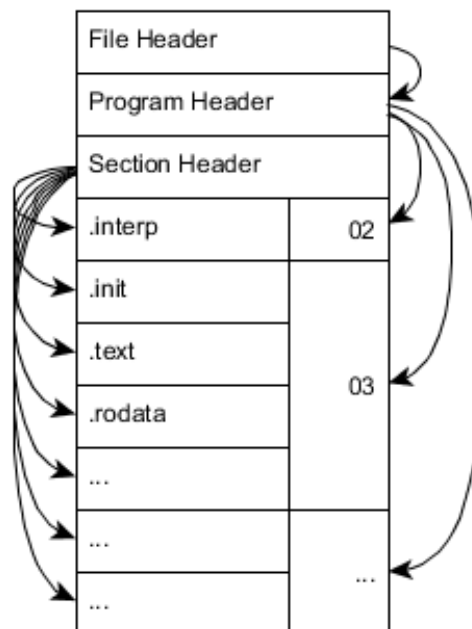 File Header
Program Header
Section Header
.interp
02
.init
.text
03
.rodata
...
...
...
...